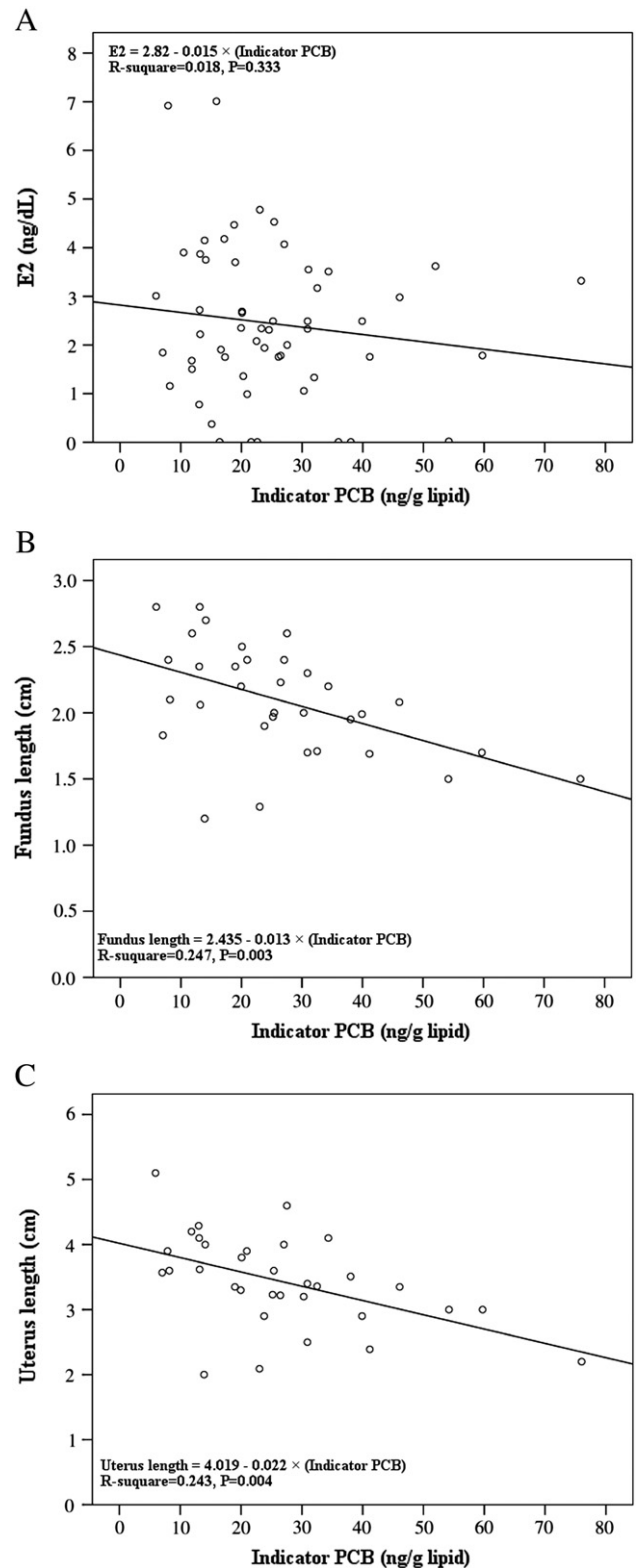 A
E2 = 2.82 - 0.015 × (Indicator PCB)
R-suquare=0.018, P=0.333
8
7
6
5
4
3
2
1
0
E2 (ng/dL)
0 10 20 30 40 50 60 70 80
Indicator PCB (ng/g lipid)
B
3.0
2.5
2.0
1.5
1.0
0.5
0.0
Fundus length (cm)
Fundus length = 2.435 - 0.013 × (Indicator PCB)
R-suquare=0.247, P=0.003
0 10 20 30 40 50 60 70 80
Indicator PCB (ng/g lipid)
C
6
5
4
3
2
1
0
Uterus length (cm)
Uterus length = 4.019 - 0.022 × (Indicator PCB)
R-suquare=0.243, P=0.004
0 10 20 30 40 50 60 70 80
Indicator PCB (ng/g lipid)